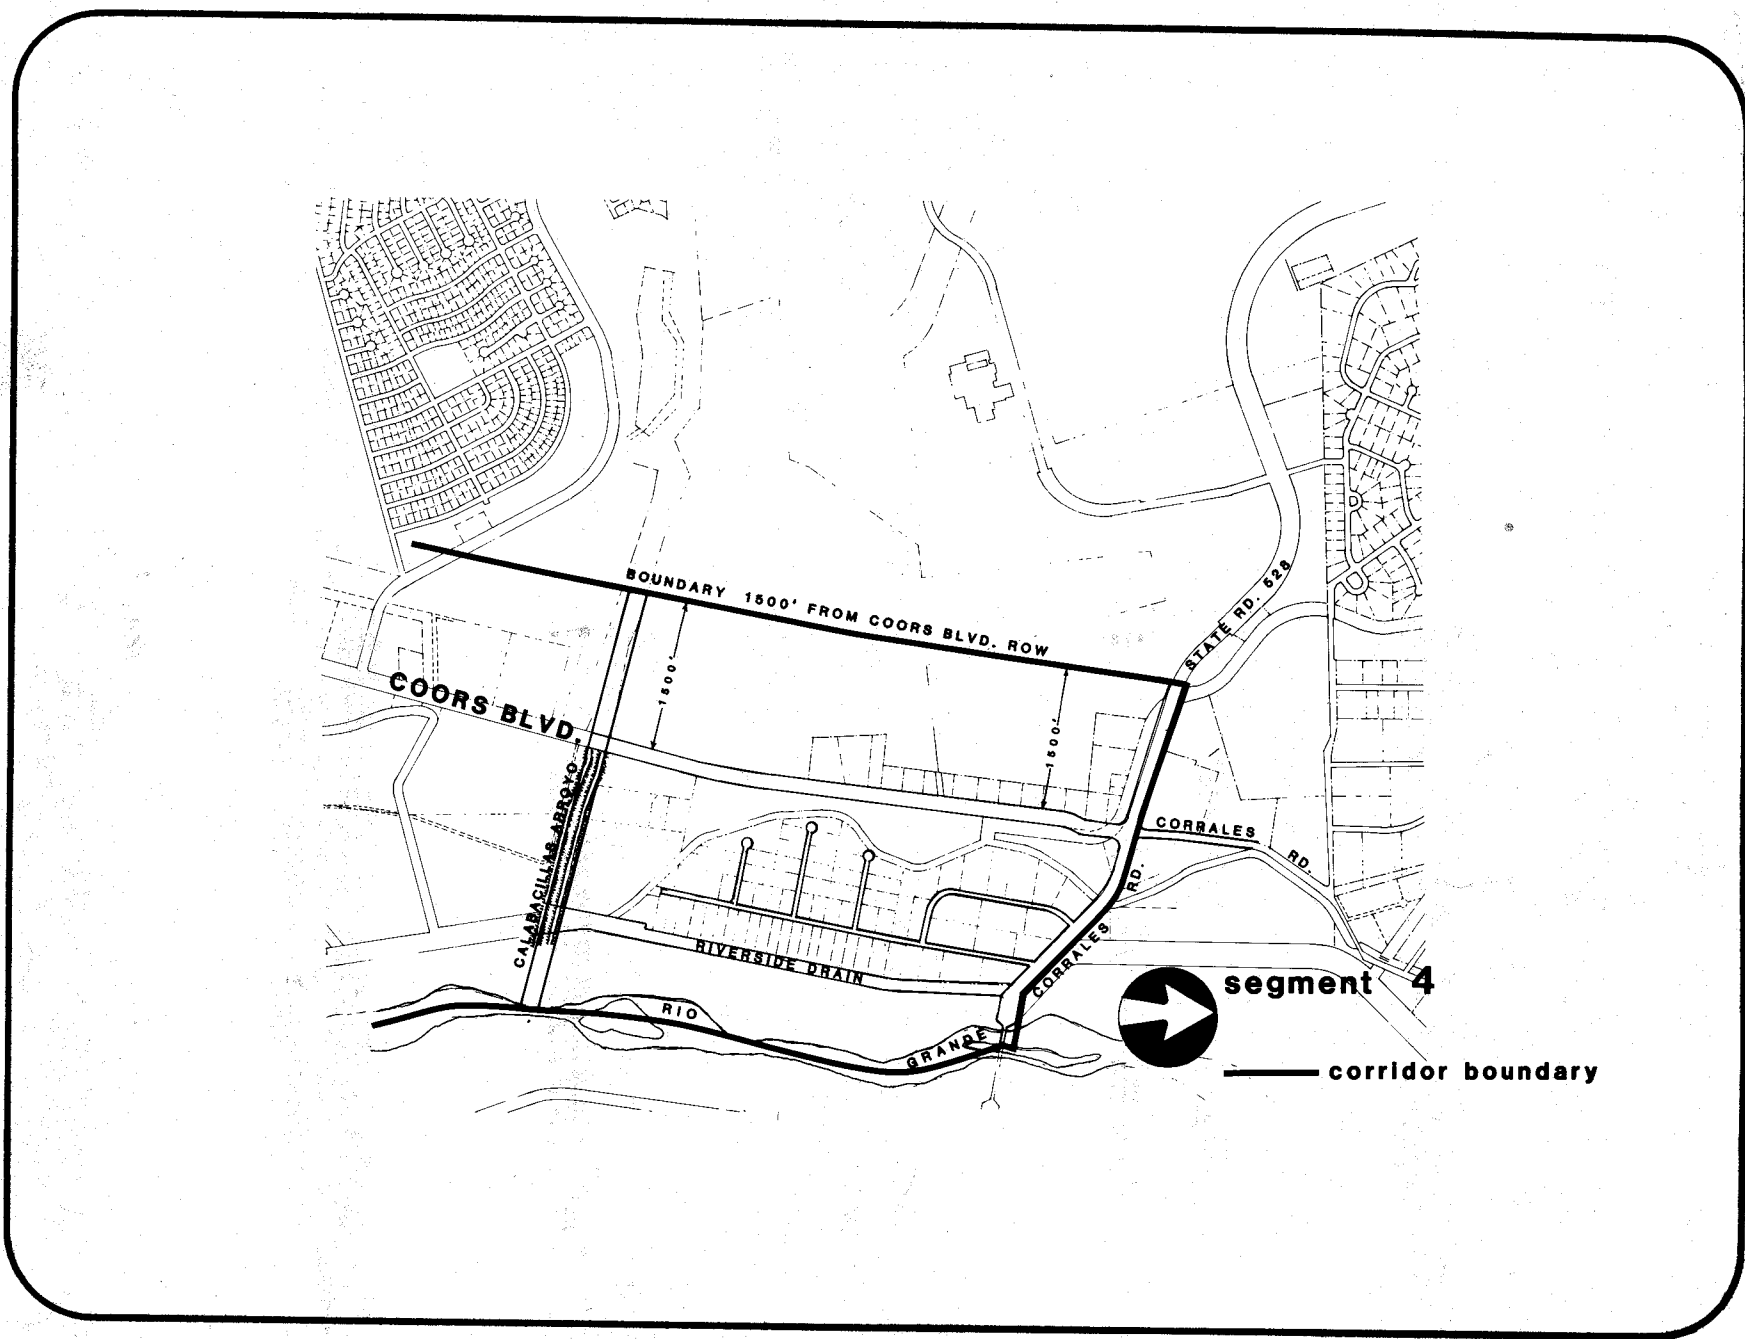 STATE RD. 528
BOUNDARY 1500' FROM COORS BLVD. ROW
1500'
1500'
COORS BLVD.
CALABACILLAS ARROYO
CORRALES RD.
CORRALES RD.
RIVERSIDE DRAIN
RIO GRANDE
segment 4
corridor boundary